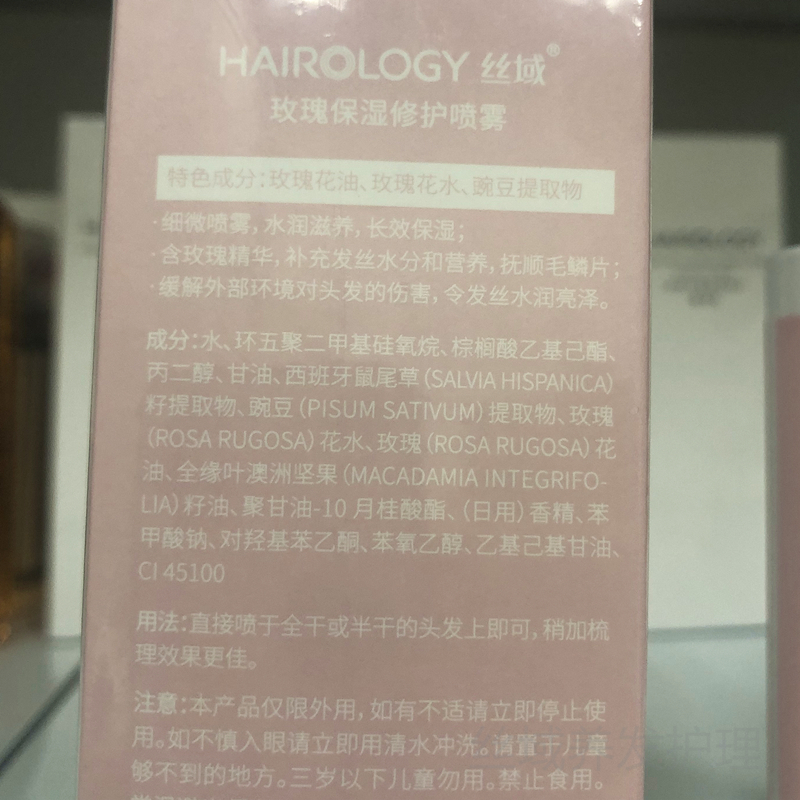 HAIROLOGY 丝域®
玫瑰保湿修护喷雾
特色成分:玫瑰花油、玫瑰花水、豌豆提取物
·细微喷雾,水润滋养,长效保湿;
·含玫瑰精华,补充发丝水分和营养,抚顺毛鳞片;
·缓解外部环境对头发的伤害,令发丝水润亮泽。
成分:水、环五聚二甲基硅氧烷、棕榈酸乙基己酯、
丙二醇、甘油、西班牙鼠尾草(SALVIA HISPANICA)
籽提取物、豌豆(PISUM SATIVUM)提取物、玫瑰
(ROSA RUGOSA)花水、玫瑰(ROSA RUGOSA)花
油、全缘叶澳洲坚果(MACADAMIA INTEGRIFO-
LIA)籽油、聚甘油-10 月桂酸酯、(日用)香精、苯
甲酸钠、对羟基苯乙酮、苯氧乙醇、乙基己基甘油、
CI 45100
用法:直接喷于全干或半干的头发上即可,稍加梳
理效果更佳。
注意:本产品仅限外用,如有不适请立即停止使
用。如不慎入眼请立即用清水冲洗。请置于儿童
够不到的地方。三岁以下儿童勿用。禁止食用。
AIROLOGY